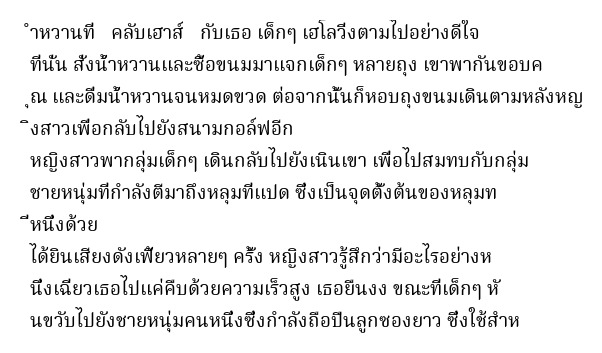 ำหวานที่ คลับเฮาส์ กับเธอ เด็กๆ เฮโลวิ่งตามไปอย่างดีใจ
ที่นั่น สั่งน้ำหวานและซื้อขนมมาแจกเด็กๆ หลายถุง เขาพากันขอบค
ุณ และดื่มน้ำหวานจนหมดขวด ต่อจากนั้นก็หอบถุงขนมเดินตามหลังหญ
ิงสาวเพื่อกลับไปยังสนามกอล์ฟอีก
หญิงสาวพากลุ่มเด็กๆ เดินกลับไปยังเนินเขา เพื่อไปสมทบกับกลุ่ม
ชายหนุ่มที่กำลังตีมาถึงหลุมที่แปด ซึ่งเป็นจุดตั้งต้นของหลุมท
ี่หนึ่งด้วย
ได้ยินเสียงดังเฟี้ยวหลายๆ ครั้ง หญิงสาวรู้สึกว่ามีอะไรอย่างห
นึ่งเฉียวเธอไปแค่คืบด้วยความเร็วสูง เธอยืนงง ขณะที่เด็กๆ หั
นขวับไปยังชายหนุ่มคนหนึ่งซึ่งกำลังถือปืนลูกซองยาว ซึ่งใช้สำห